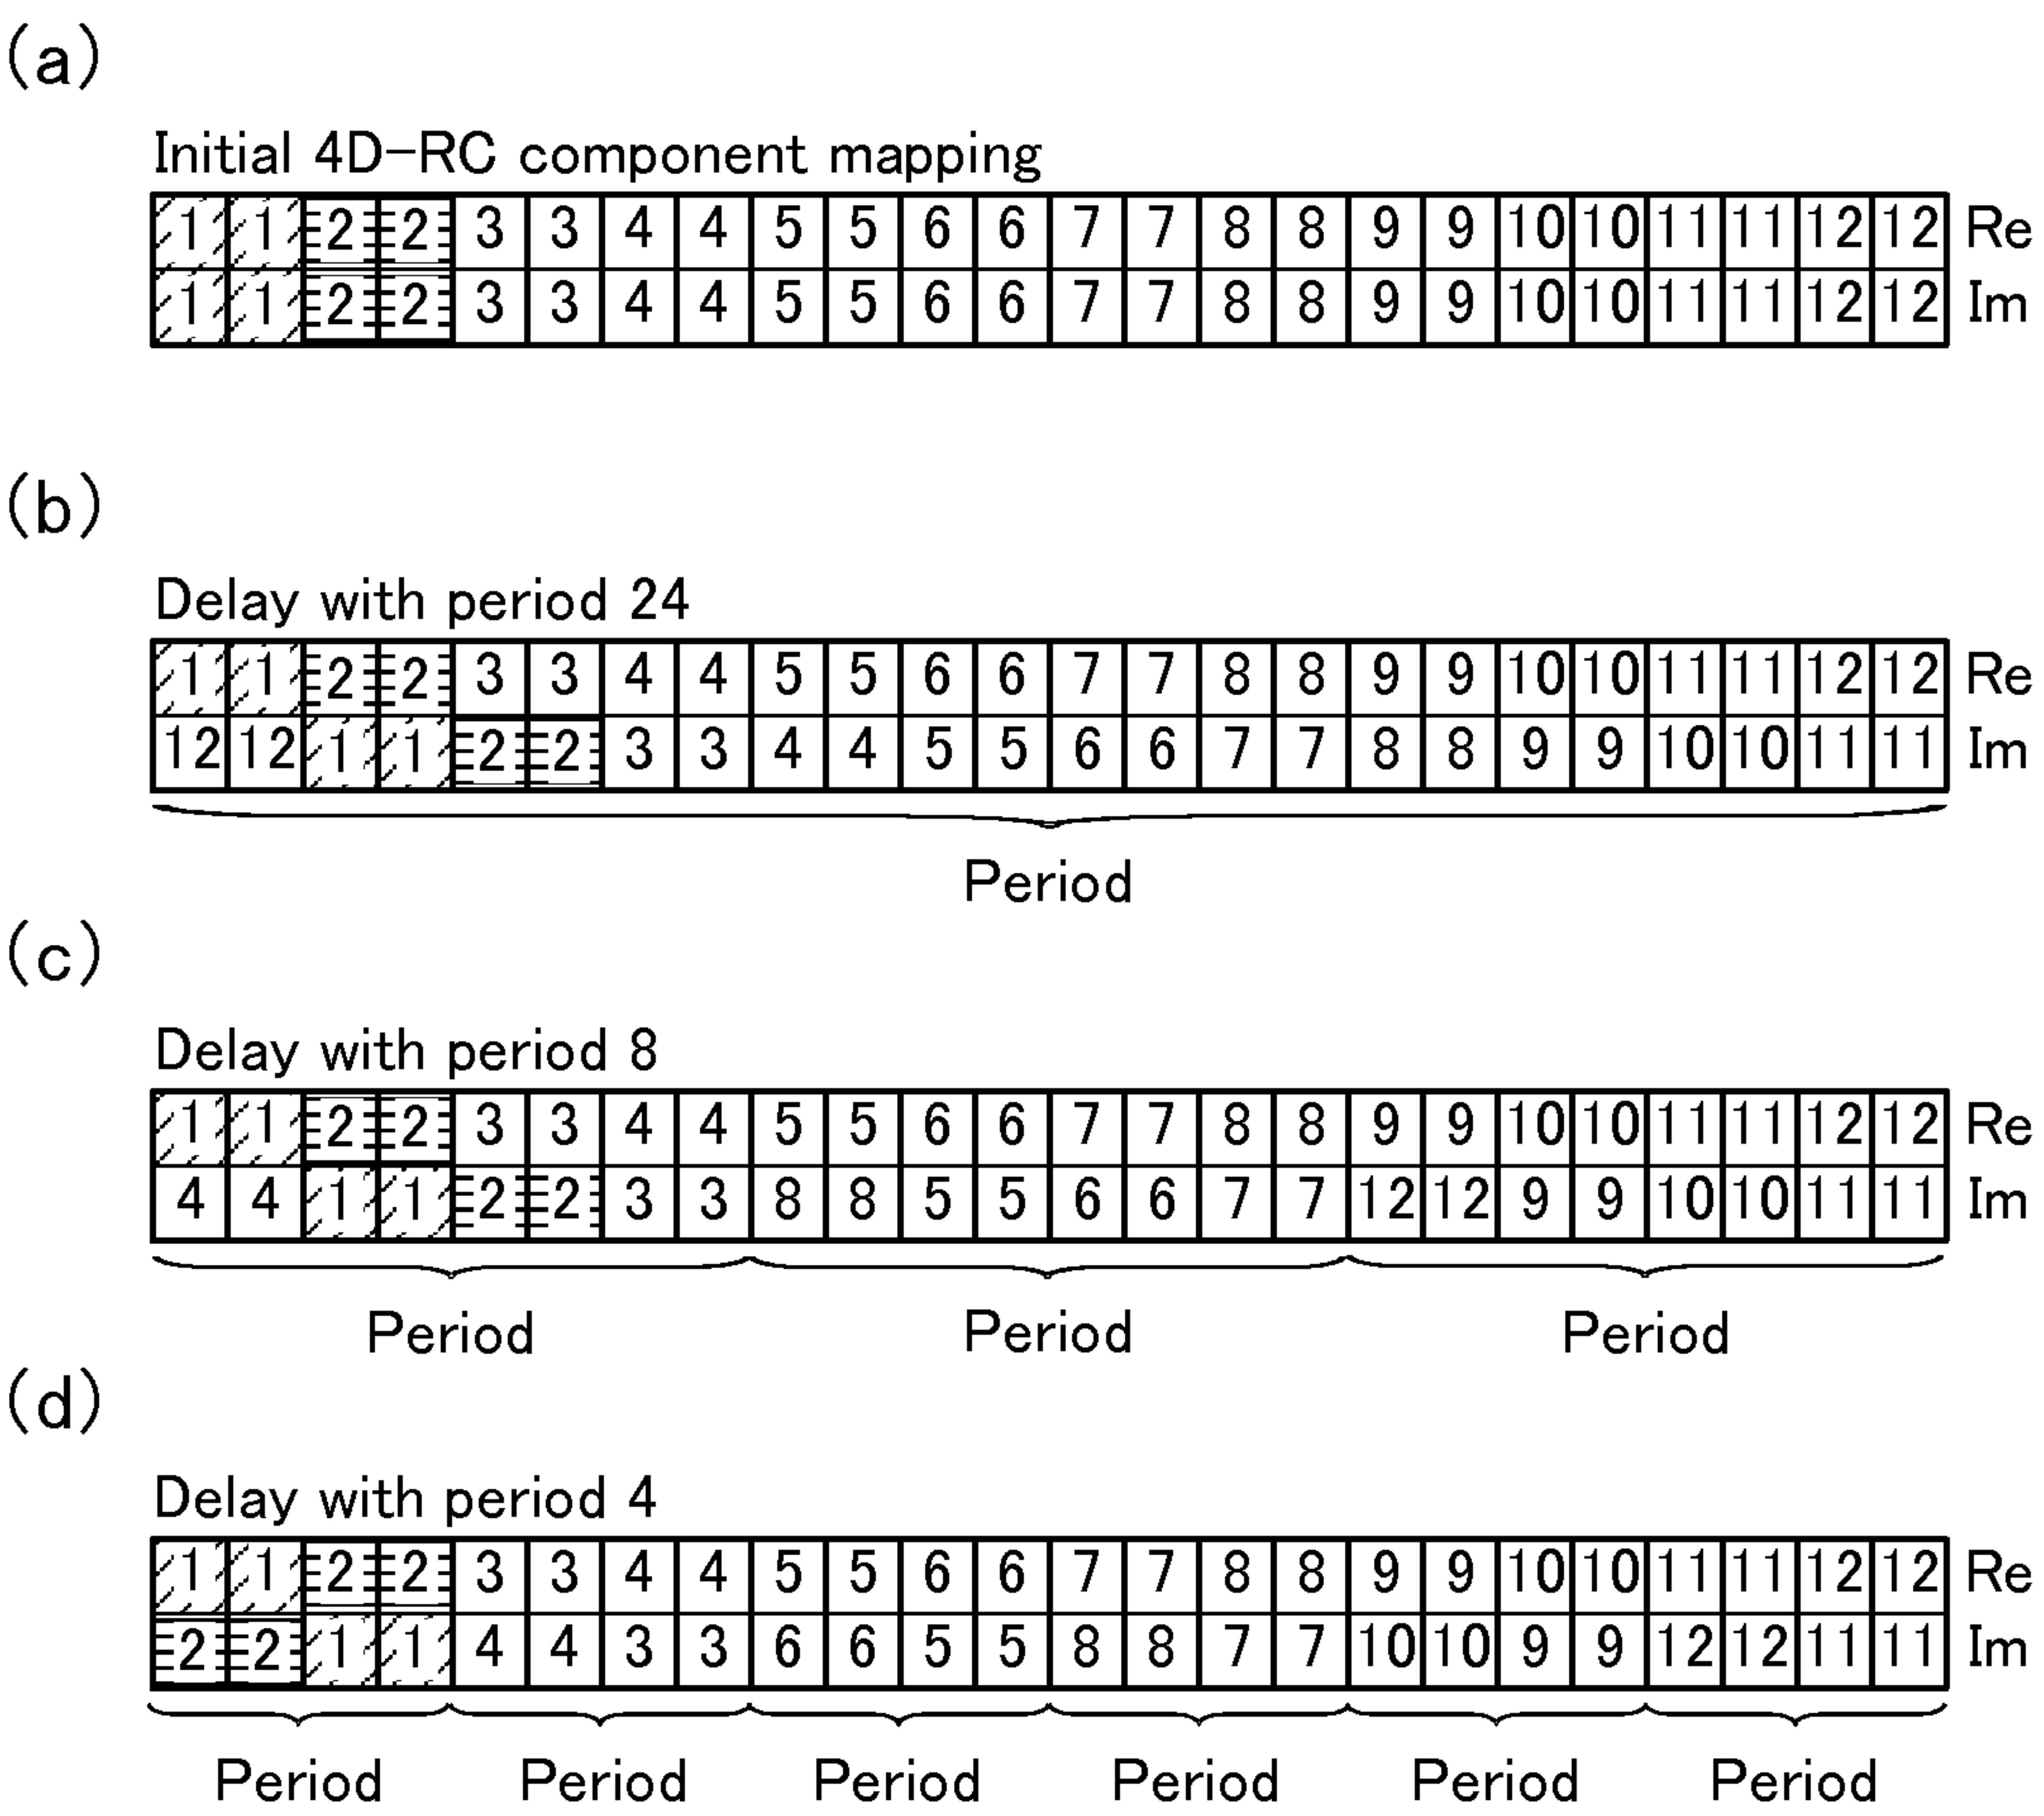 (a)
Initial 4D-RC component mapping
1 1 2 2 3 3 4 4 5 5 6 6 7 7 8 8 9 9 10 10 11 11 12 12 Re
1 1 2 2 3 3 4 4 5 5 6 6 7 7 8 8 9 9 10 10 11 11 12 12 Im
(b)
Delay with period 24
1 1 2 2 3 3 4 4 5 5 6 6 7 7 8 8 9 9 10 10 11 11 12 12 Re
12 12 1 1 2 2 3 3 4 4 5 5 6 6 7 7 8 8 9 9 10 10 11 11 Im
Period
(c)
Delay with period 8
1 1 2 2 3 3 4 4 5 5 6 6 7 7 8 8 9 9 10 10 11 11 12 12 Re
4 4 1 1 2 2 3 3 8 8 5 5 6 6 7 7 12 12 9 9 10 10 11 11 Im
Period Period Period
(d)
Delay with period 4
1 1 2 2 3 3 4 4 5 5 6 6 7 7 8 8 9 9 10 10 11 11 12 12 Re
2 2 1 1 4 4 3 3 6 6 5 5 8 8 7 7 10 10 9 9 12 12 11 11 Im
Period Period Period Period Period Period